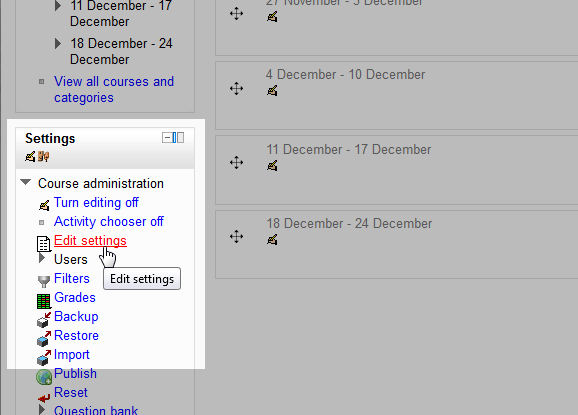 11 December - 17
December
18 December - 24
December
View all courses and
categories
Settings
Course administration
Turn editing off
Activity chooser off
Edit settings
Users
Edit settings
Filters
Grades
Backup
Restore
Import
Publish
Reset
Question bank
27 November - 3 December
4 December - 10 December
11 December - 17 December
18 December - 24 December